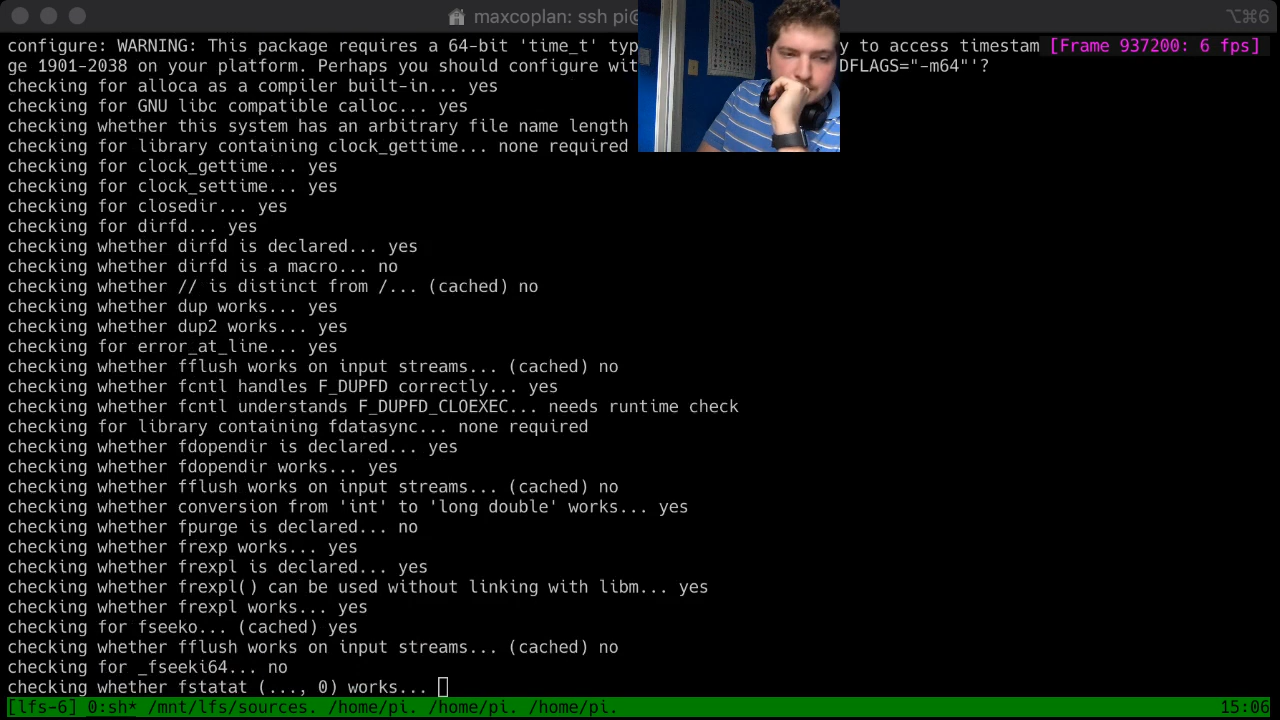 maxcoplan: ssh pi@
⌥⌘6
configure: WARNING: This package requires a 64-bit 'time_t' typ y to access timestam [Frame 937200: 6 fps]
ge 1901-2038 on your platform. Perhaps you should configure wit DFLAGS="-m64"'?
checking for alloca as a compiler built-in... yes
checking for GNU libc compatible calloc... yes
checking whether this system has an arbitrary file name length
checking for library containing clock_gettime... none required
checking for clock_gettime... yes
checking for clock_settime... yes
checking for closedir... yes
checking for dirfd... yes
checking whether dirfd is declared... yes
checking whether dirfd is a macro... no
checking whether // is distinct from /... (cached) no
checking whether dup works... yes
checking whether dup2 works... yes
checking for error_at_line... yes
checking whether fflush works on input streams... (cached) no
checking whether fcntl handles F_DUPFD correctly... yes
checking whether fcntl understands F_DUPFD_CLOEXEC... needs runtime check
checking for library containing fdatasync... none required
checking whether fdopendir is declared... yes
checking whether fdopendir works... yes
checking whether fflush works on input streams... (cached) no
checking whether conversion from 'int' to 'long double' works... yes
checking whether fpurge is declared... no
checking whether frexp works... yes
checking whether frexpl is declared... yes
checking whether frexpl() can be used without linking with libm... yes
checking whether frexpl works... yes
checking for fseeko... (cached) yes
checking whether fflush works on input streams... (cached) no
checking for _fseeki64... no
checking whether fstatat (..., 0) works...
[lfs-6] 0:sh* /mnt/lfs/sources. /home/pi. /home/pi. /home/pi. 15:06